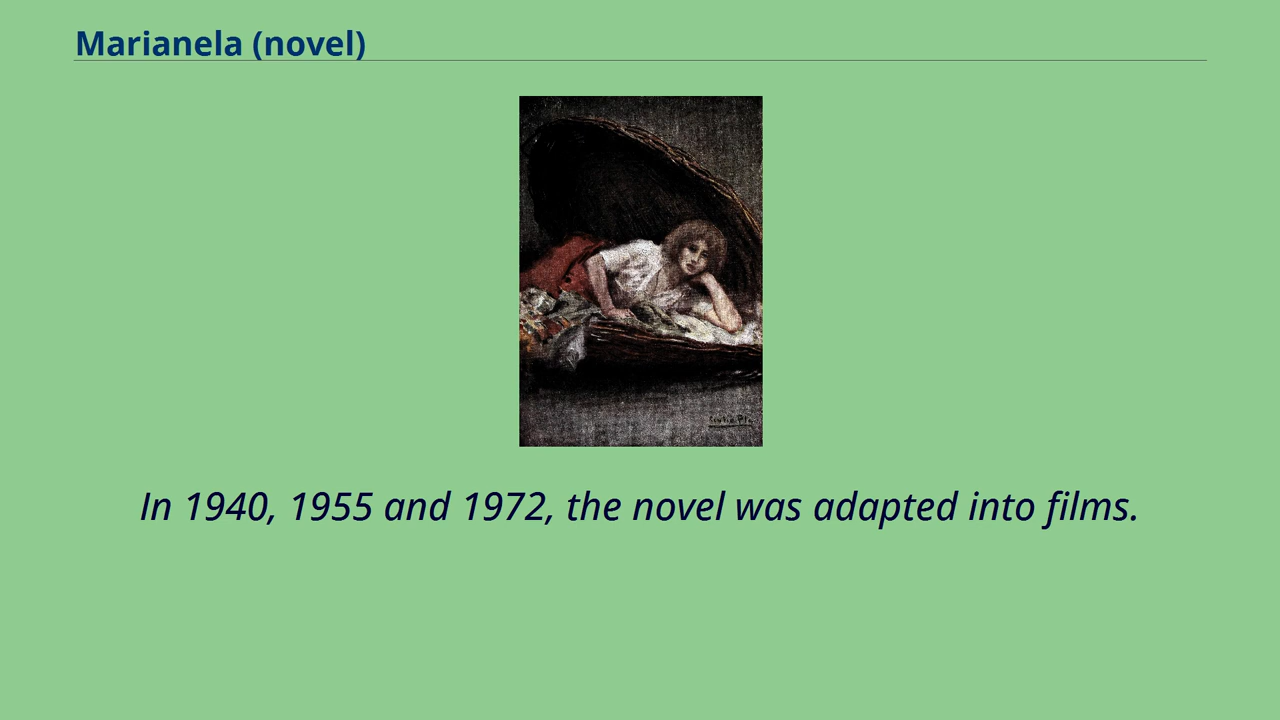 Marianela (novel)
In 1940, 1955 and 1972, the novel was adapted into films.